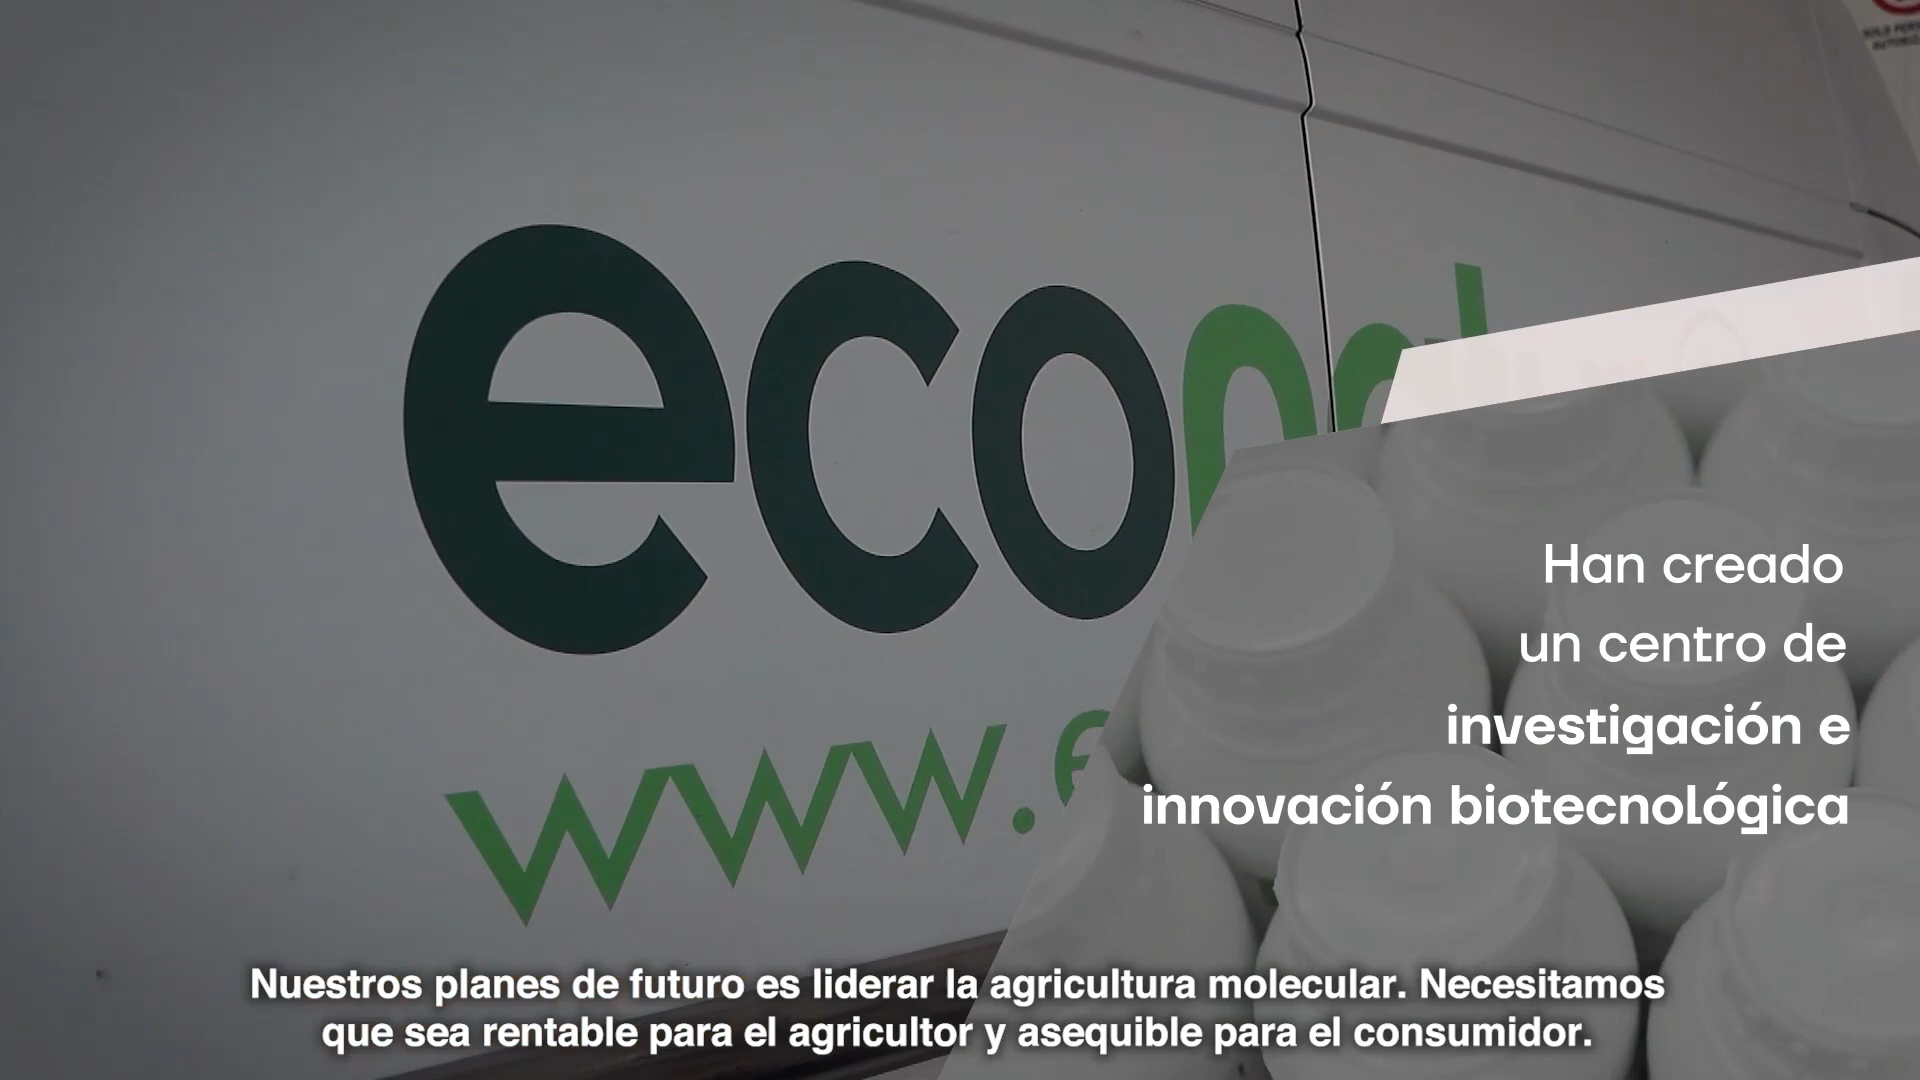 eco
www.e
Han creado
un centro de
investigación e
innovación biotecnológica
Nuestros planes de futuro es liderar la agricultura molecular. Necesitamos
que sea rentable para el agricultor y asequible para el consumidor.